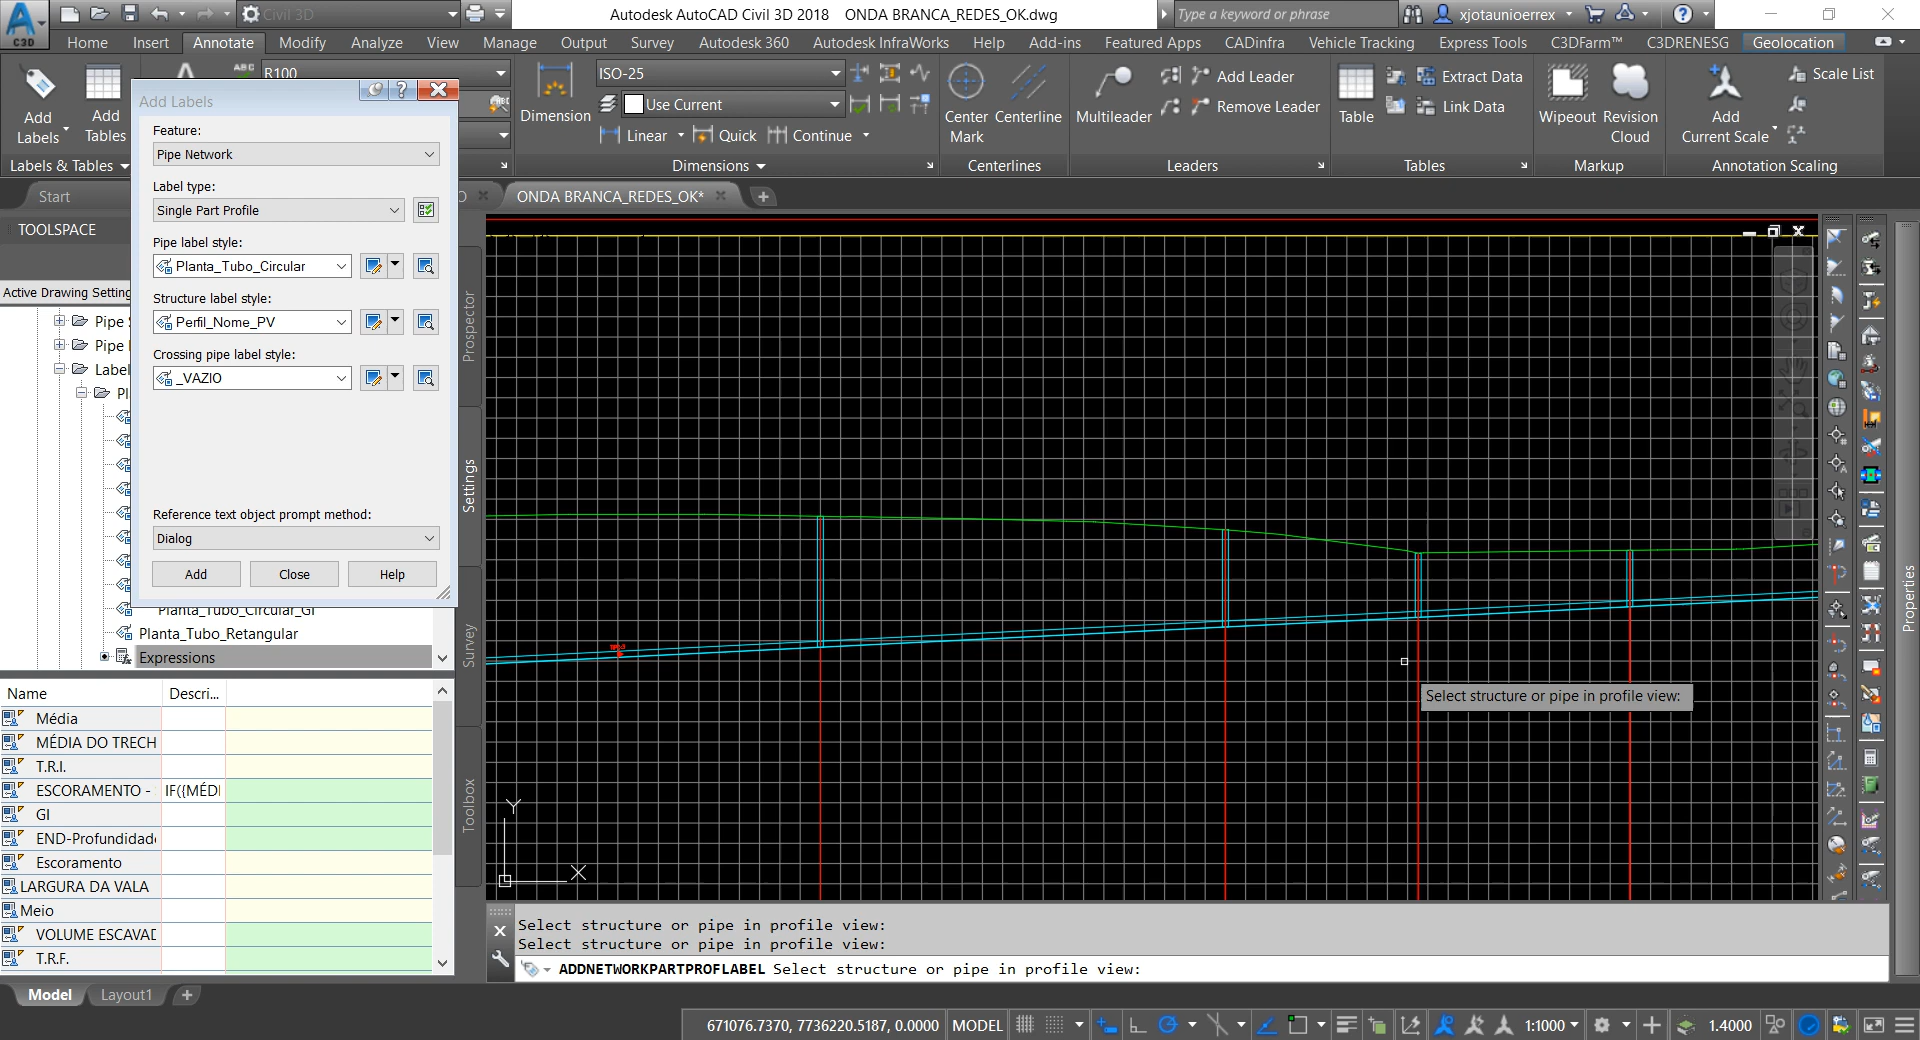 Civil 3D
Autodesk AutoCAD Civil 3D 2018 ONDA BRANCA_REDES_OK.dwg
Type a keyword or phrase
xjotaunioerrex
C3D
Home Insert Annotate Modify Analyze View Manage Output Survey Autodesk 360 Autodesk InfraWorks Help Add-ins Featured Apps CADinfra Vehicle Tracking Express Tools C3DFarm™ C3DRENESG Geolocation
Add Labels
Add Tables
Labels & Tables
ABC
R100
Dimension
ISO-25
Use Current
Linear Quick Continue
Dimensions
Center Mark
Centerline
Centerlines
Multileader
Add Leader
Remove Leader
Leaders
Table
Extract Data
Link Data
Tables
Wipeout
Revision Cloud
Markup
Add Current Scale
Scale List
Annotation Scaling
Start
O
ONDA BRANCA_REDES_OK*
TOOLSPACE
Active Drawing Setting
Pipe
Pipe
Label
Pl
Add Labels
Feature:
Pipe Network
Label type:
Single Part Profile
Pipe label style:
Planta_Tubo_Circular
Structure label style:
Perfil_Nome_PV
Crossing pipe label style:
_VAZIO
Reference text object prompt method:
Dialog
Add
Close
Help
Planta_Tubo_Circular_GI
Planta_Tubo_Retangular
Expressions
Name Descri...
Média
MÉDIA DO TRECH
T.R.I.
ESCORAMENTO - IF({MÉDI
GI
END-Profundidad
Escoramento
LARGURA DA VALA
Meio
VOLUME ESCAVAD
T.R.F.
Prospector
Settings
Survey
Toolbox
Properties
Select structure or pipe in profile view:
Y
X
Select structure or pipe in profile view:
Select structure or pipe in profile view:
ADDNETWORKPARTPROFLABEL Select structure or pipe in profile view:
Model Layout1
671076.7370, 7736220.5187, 0.0000 MODEL
1:1000
1.4000